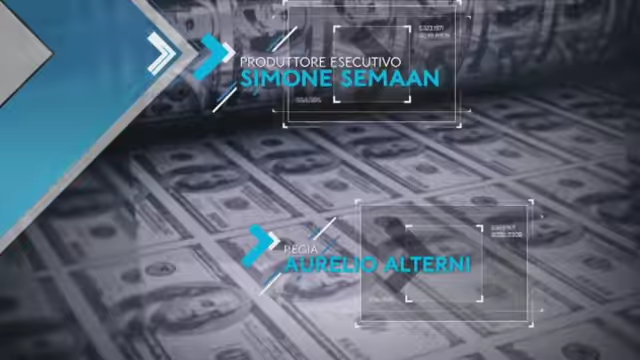 PRODUTTORE ESECUTIVO
SIMONE SEMAAN
REGIA
AURELIO ALTERNI